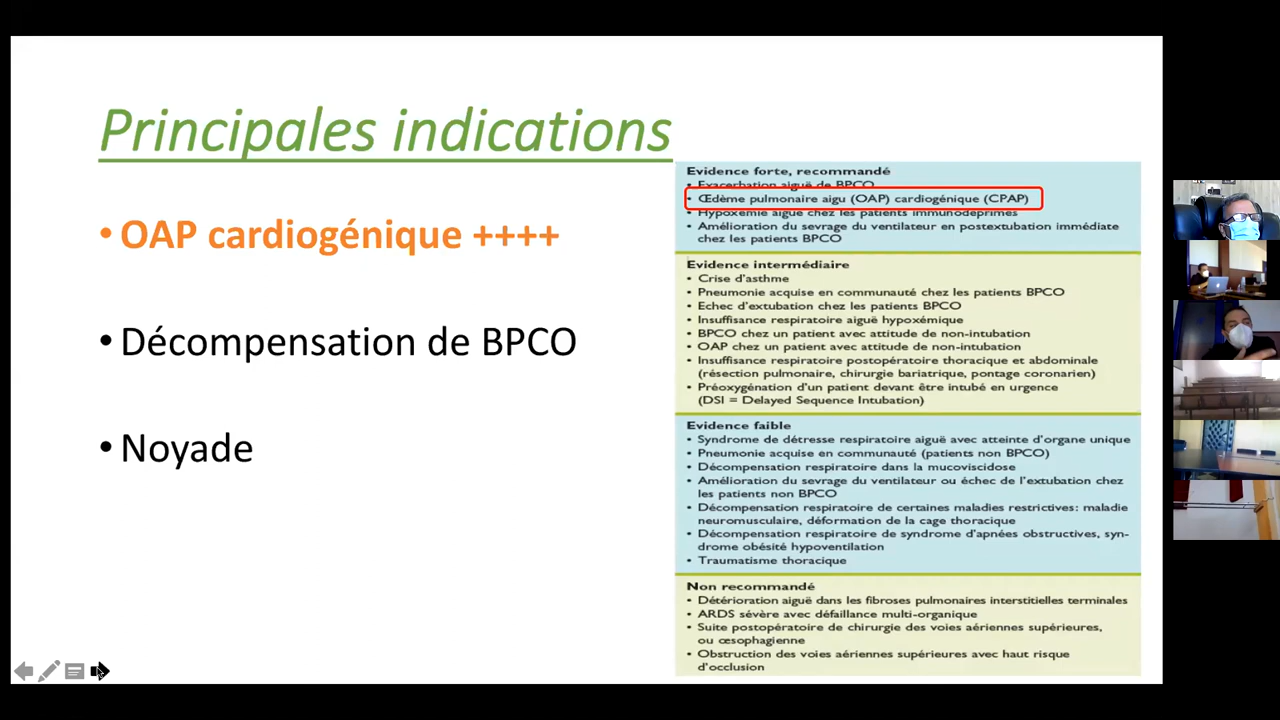 Principales indications
• OAP cardiogénique ++++
• Décompensation de BPCO
• Noyade
Evidence forte, recommandé
• Exacerbation aiguë de BPCO
• Œdème pulmonaire aigu (OAP) cardiogénique (CPAP)
• Hypoxémie aiguë chez les patients immunodéprimés
• Amélioration du sevrage du ventilateur en postextubation immédiate
chez les patients BPCO
Evidence intermédiaire
• Crise d'asthme
• Pneumonie acquise en communauté chez les patients BPCO
• Echec d'extubation chez les patients BPCO
• Insuffisance respiratoire aiguë hypoxémique
• BPCO chez un patient avec attitude de non-intubation
• OAP chez un patient avec attitude de non-intubation
• Insuffisance respiratoire postopératoire thoracique et abdominale
(résection pulmonaire, chirurgie bariatrique, pontage coronarien)
• Préoxygénation d'un patient devant être intubé en urgence
(DSI = Delayed Sequence Intubation)
Evidence faible
• Syndrome de détresse respiratoire aiguë avec atteinte d'organe unique
• Pneumonie acquise en communauté (patients non BPCO)
• Décompensation respiratoire dans la mucoviscidose
• Amélioration du sevrage du ventilateur ou échec de l'extubation chez
les patients non BPCO
• Décompensation respiratoire de certaines maladies restrictives: maladie
neuromusculaire, déformation de la cage thoracique
• Décompensation respiratoire de syndrome d'apnées obstructives, syn-
drome obésité hypoventilation
• Traumatisme thoracique
Non recommandé
• Détérioration aiguë dans les fibroses pulmonaires interstitielles terminales
• ARDS sévère avec défaillance multi-organique
• Suite postopératoire de chirurgie des voies aériennes supérieures,
ou œsophagienne
• Obstruction des voies aériennes supérieures avec haut risque
d'occlusion